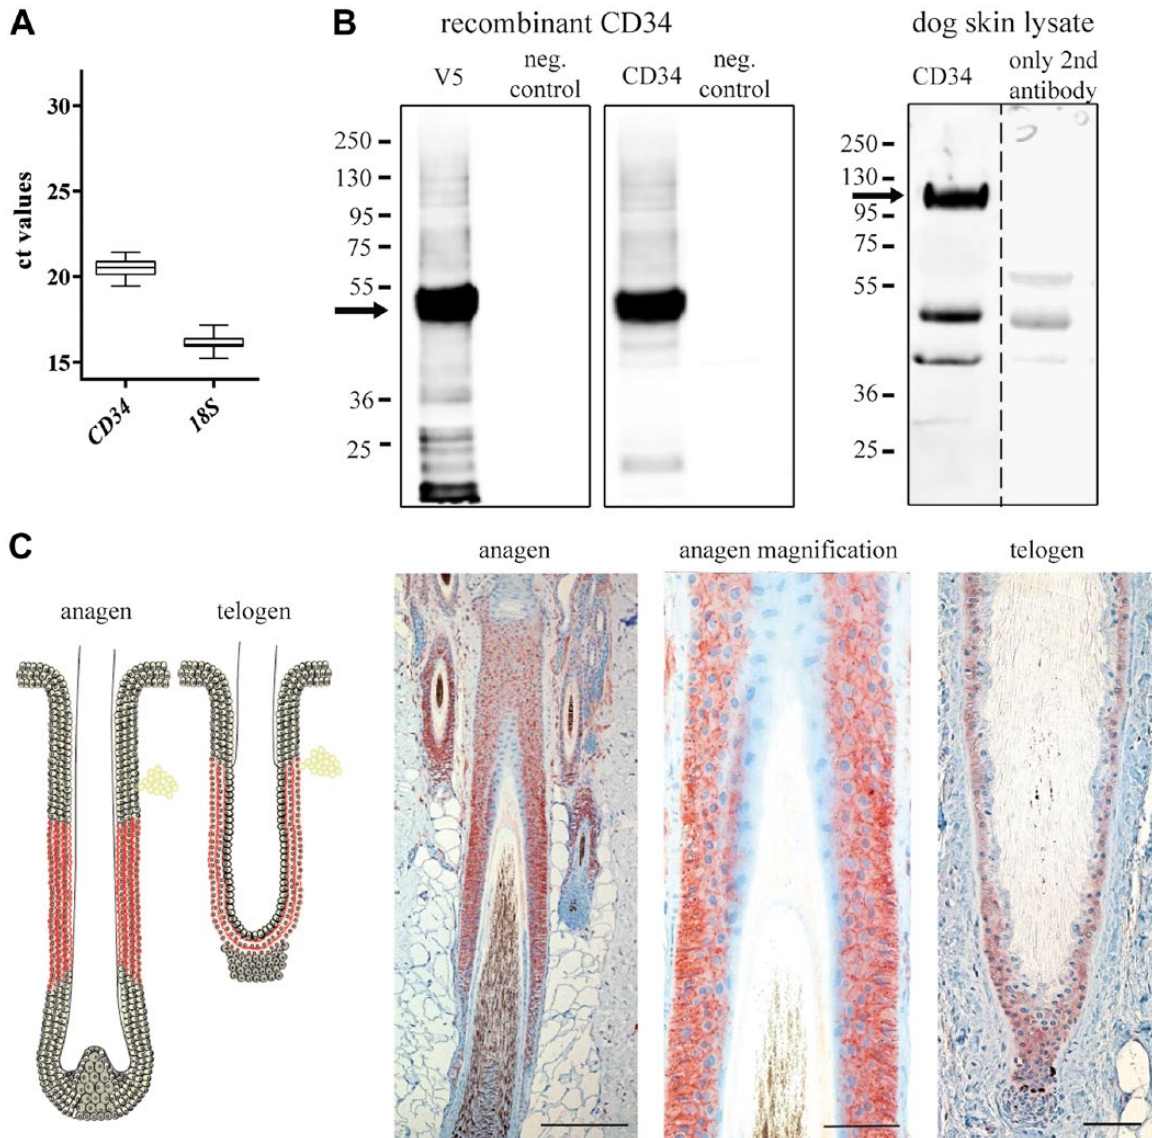 A
ct values
30
25
20
15
CD34
18S
B
recombinant CD34
V5
neg.
control
CD34
neg.
control
250
130
95
75
55
36
25
dog skin lysate
CD34
only 2nd
antibody
250
130
95
75
55
36
25
C
anagen
telogen
anagen
anagen magnification
telogen